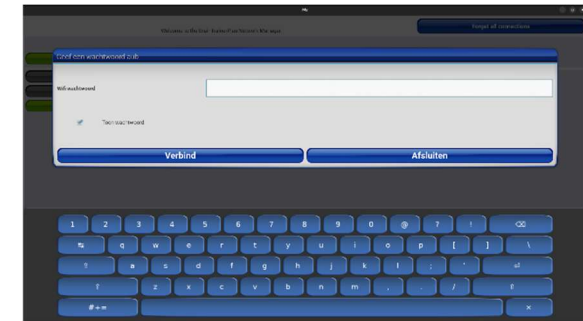 Forget all connections
Geef een wachtwoord aub
Wifi wachtwoord
Toon wachtwoord
Verbind Afsluiten
1 2 3 4 5 6 7 8 9 0 @ ? !
q w e r t y u i o p [ ] \
a s d f g h j k l ; '
z x c v b n m , . /
#+=